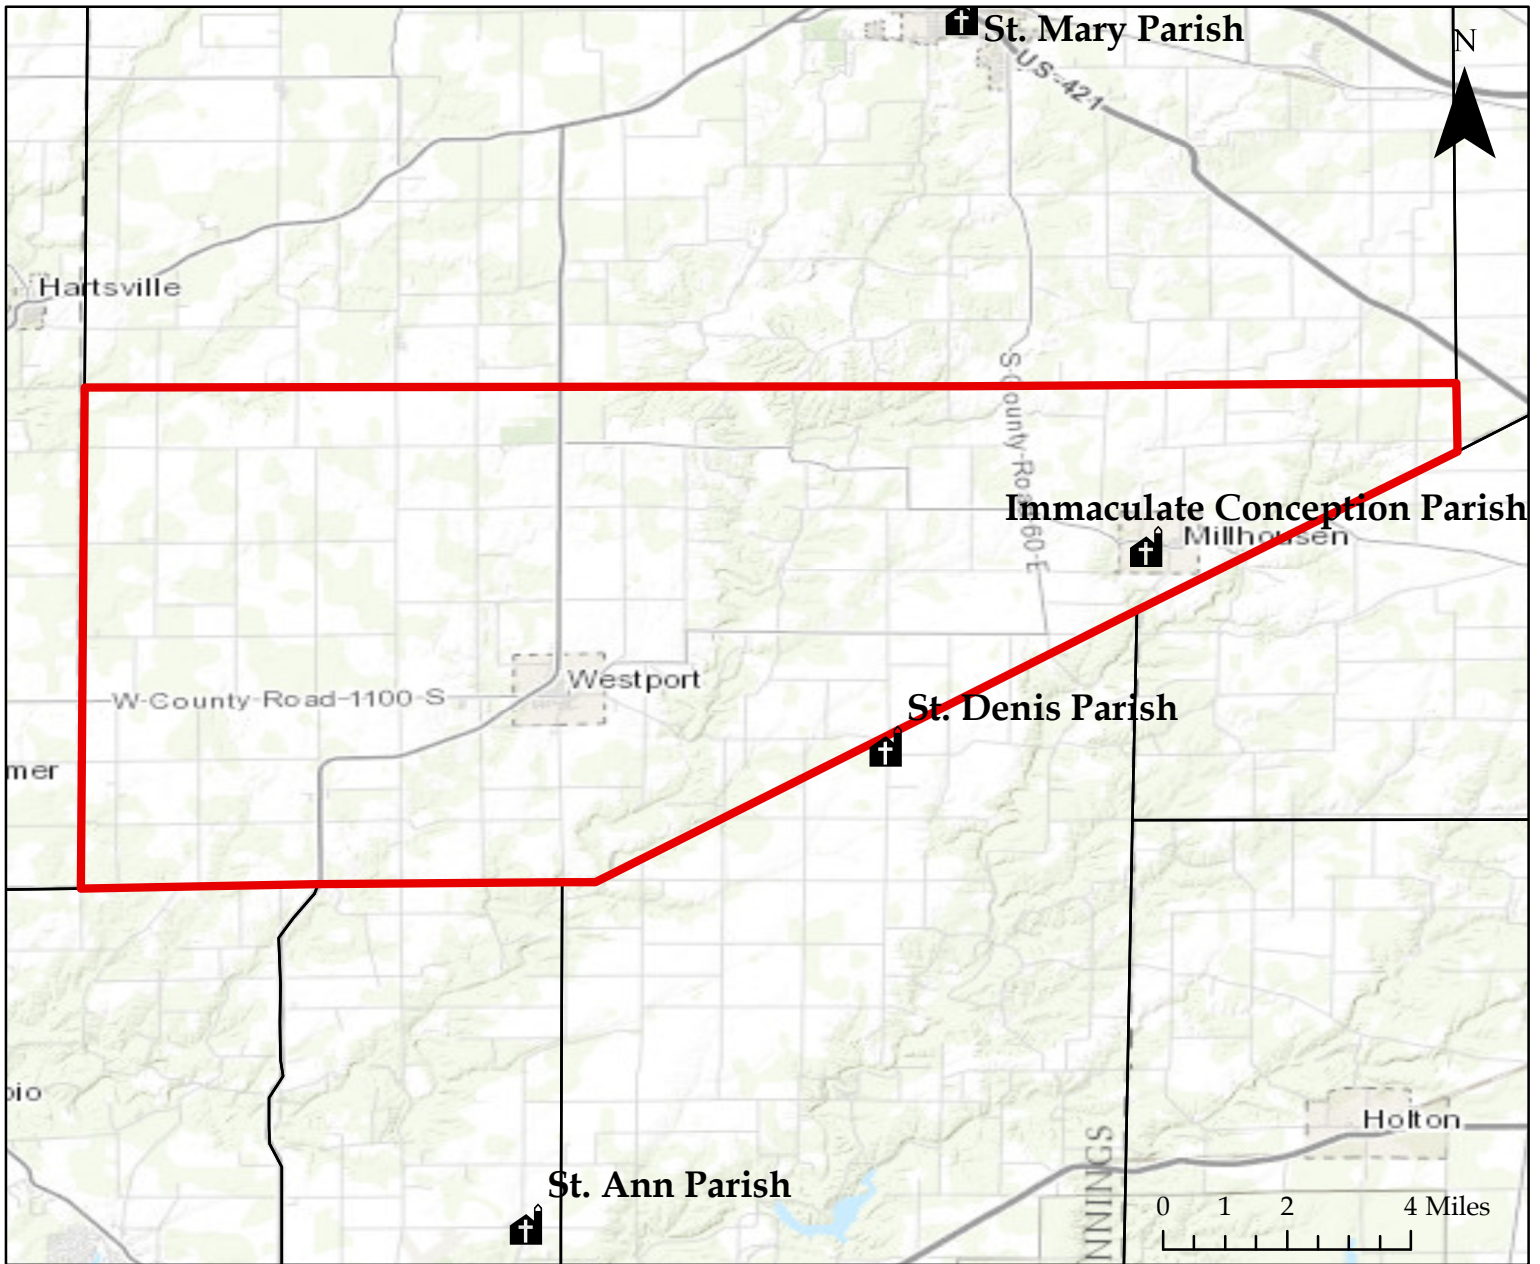 St. Mary Parish
N
US-421
Hartsville
S County-Road-60-E
Immaculate Conception Parish
Millhousen
Westport
W-County-Road-1100-S
St. Denis Parish
mer
oio
Holton
NNINGS
St. Ann Parish
0 1 2 4 Miles